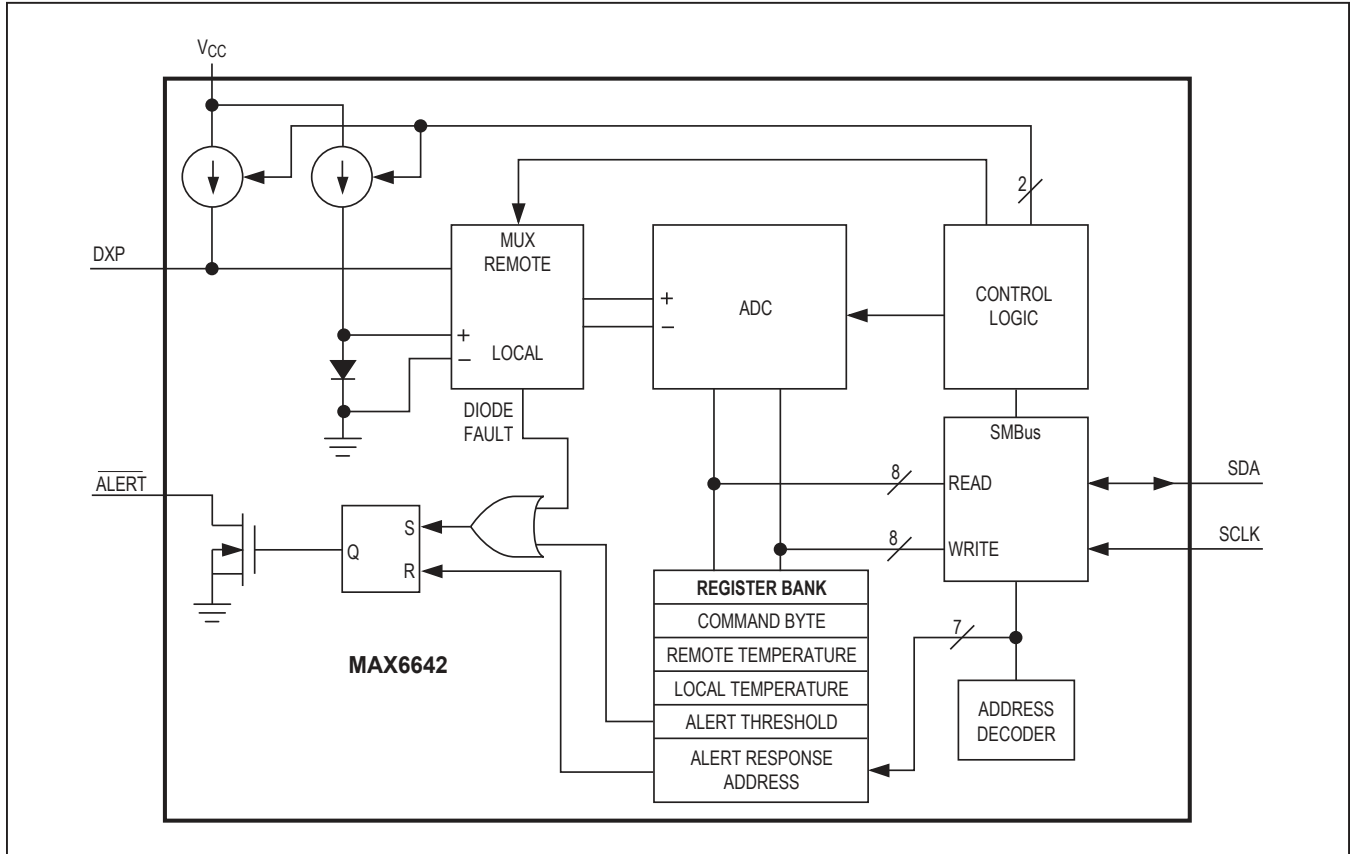 VCC
2
DXP
MUX
REMOTE
+
−
LOCAL
+
−
ADC
CONTROL
LOGIC
DIODE
FAULT
SMBus
READ
WRITE
8
8
SDA
SCLK
ALERT
S
R
Q
REGISTER BANK
COMMAND BYTE
REMOTE TEMPERATURE
LOCAL TEMPERATURE
ALERT THRESHOLD
ALERT RESPONSE
ADDRESS
7
ADDRESS
DECODER
MAX6642